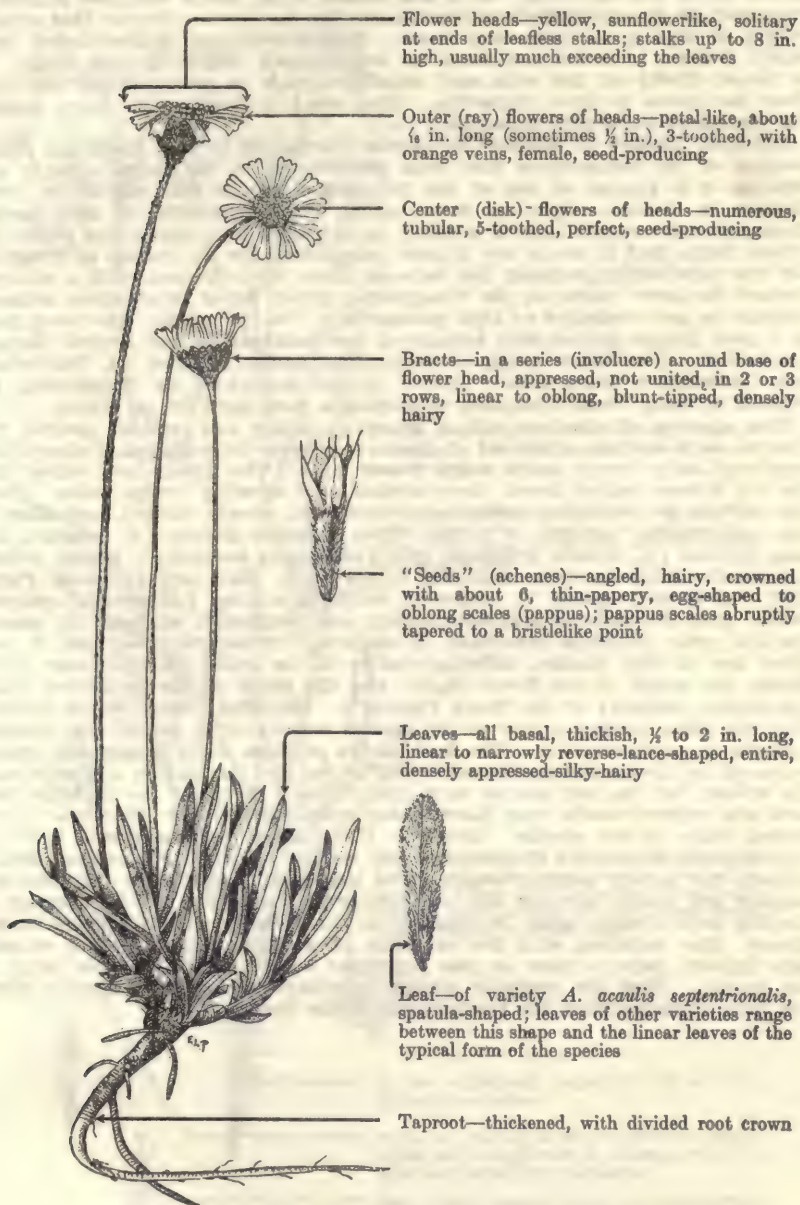 Flower heads—yellow, sunflowerlike, solitary
at ends of leafless stalks; stalks up to 8 in.
high, usually much exceeding the leaves
Outer (ray) flowers of heads—petal-like, about
in. long (sometimes ½ in.), 3-toothed, with
orange veins, female, seed-producing
Center (disk) - flowers of heads—numerous,
tubular, 5-toothed, perfect, seed-producing
Bracts—in a series (involucre) around base of
flower head, appressed, not united, in 2 or 3
rows, linear to oblong, blunt-tipped, densely
hairy
"Seeds" (achenes)—angled, hairy, crowned
with about 6, thin-papery, egg-shaped to
oblong scales (pappus); pappus scales abruptly
tapered to a bristlelike point
Leaves—all basal, thickish, ½ to 2 in. long,
linear to narrowly reverse-lance-shaped, entire,
densely appressed-silky-hairy
Leaf—of variety A. acaulis septentrionalis,
spatula-shaped; leaves of other varieties range
between this shape and the linear leaves of the
typical form of the species
E.L.P
Taproot—thickened, with divided root crown